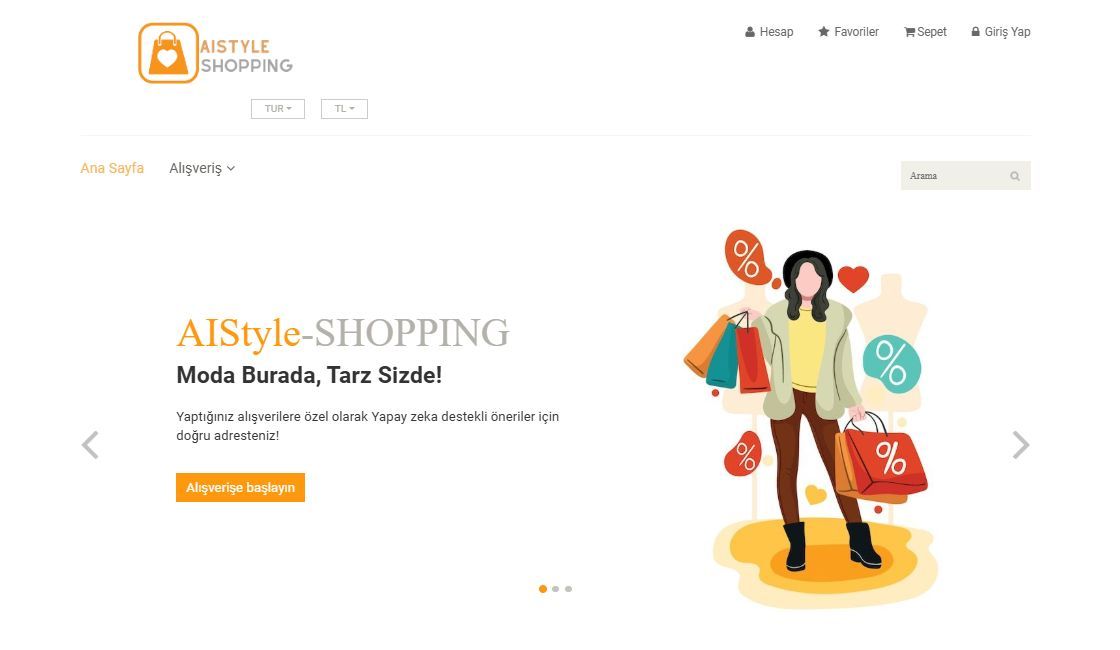 AISTYLE
SHOPPING
Hesap
Favoriler
Sepet
Giriş Yap
TUR
TL
Ana Sayfa
Alışveriş
Arama
AIStyle-SHOPPING
Moda Burada, Tarz Sizde!
Yaptığınız alışverilere özel olarak Yapay zeka destekli öneriler için
doğru adresteniz!
Alışverişe başlayın
%
%
%
%